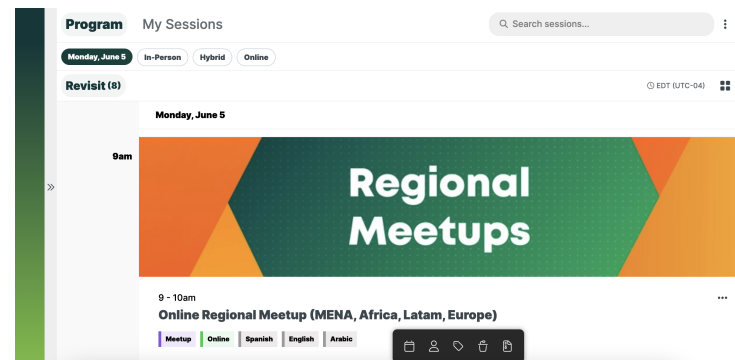 Program My Sessions Search sessions...
Monday, June 5 In-Person Hybrid Online
Revisit (8) EDT (UTC-04)
Monday, June 5
9am
Regional
Meetups
9 - 10am
Online Regional Meetup (MENA, Africa, Latam, Europe)
Meetup Online Spanish English Arabic